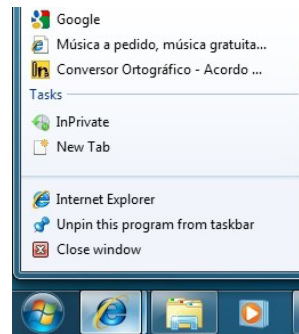 Google
Música a pedido, música gratuita...
Conversor Ortográfico - Acordo ...
Tasks
InPrivate
New Tab
Internet Explorer
Unpin this program from taskbar
Close window